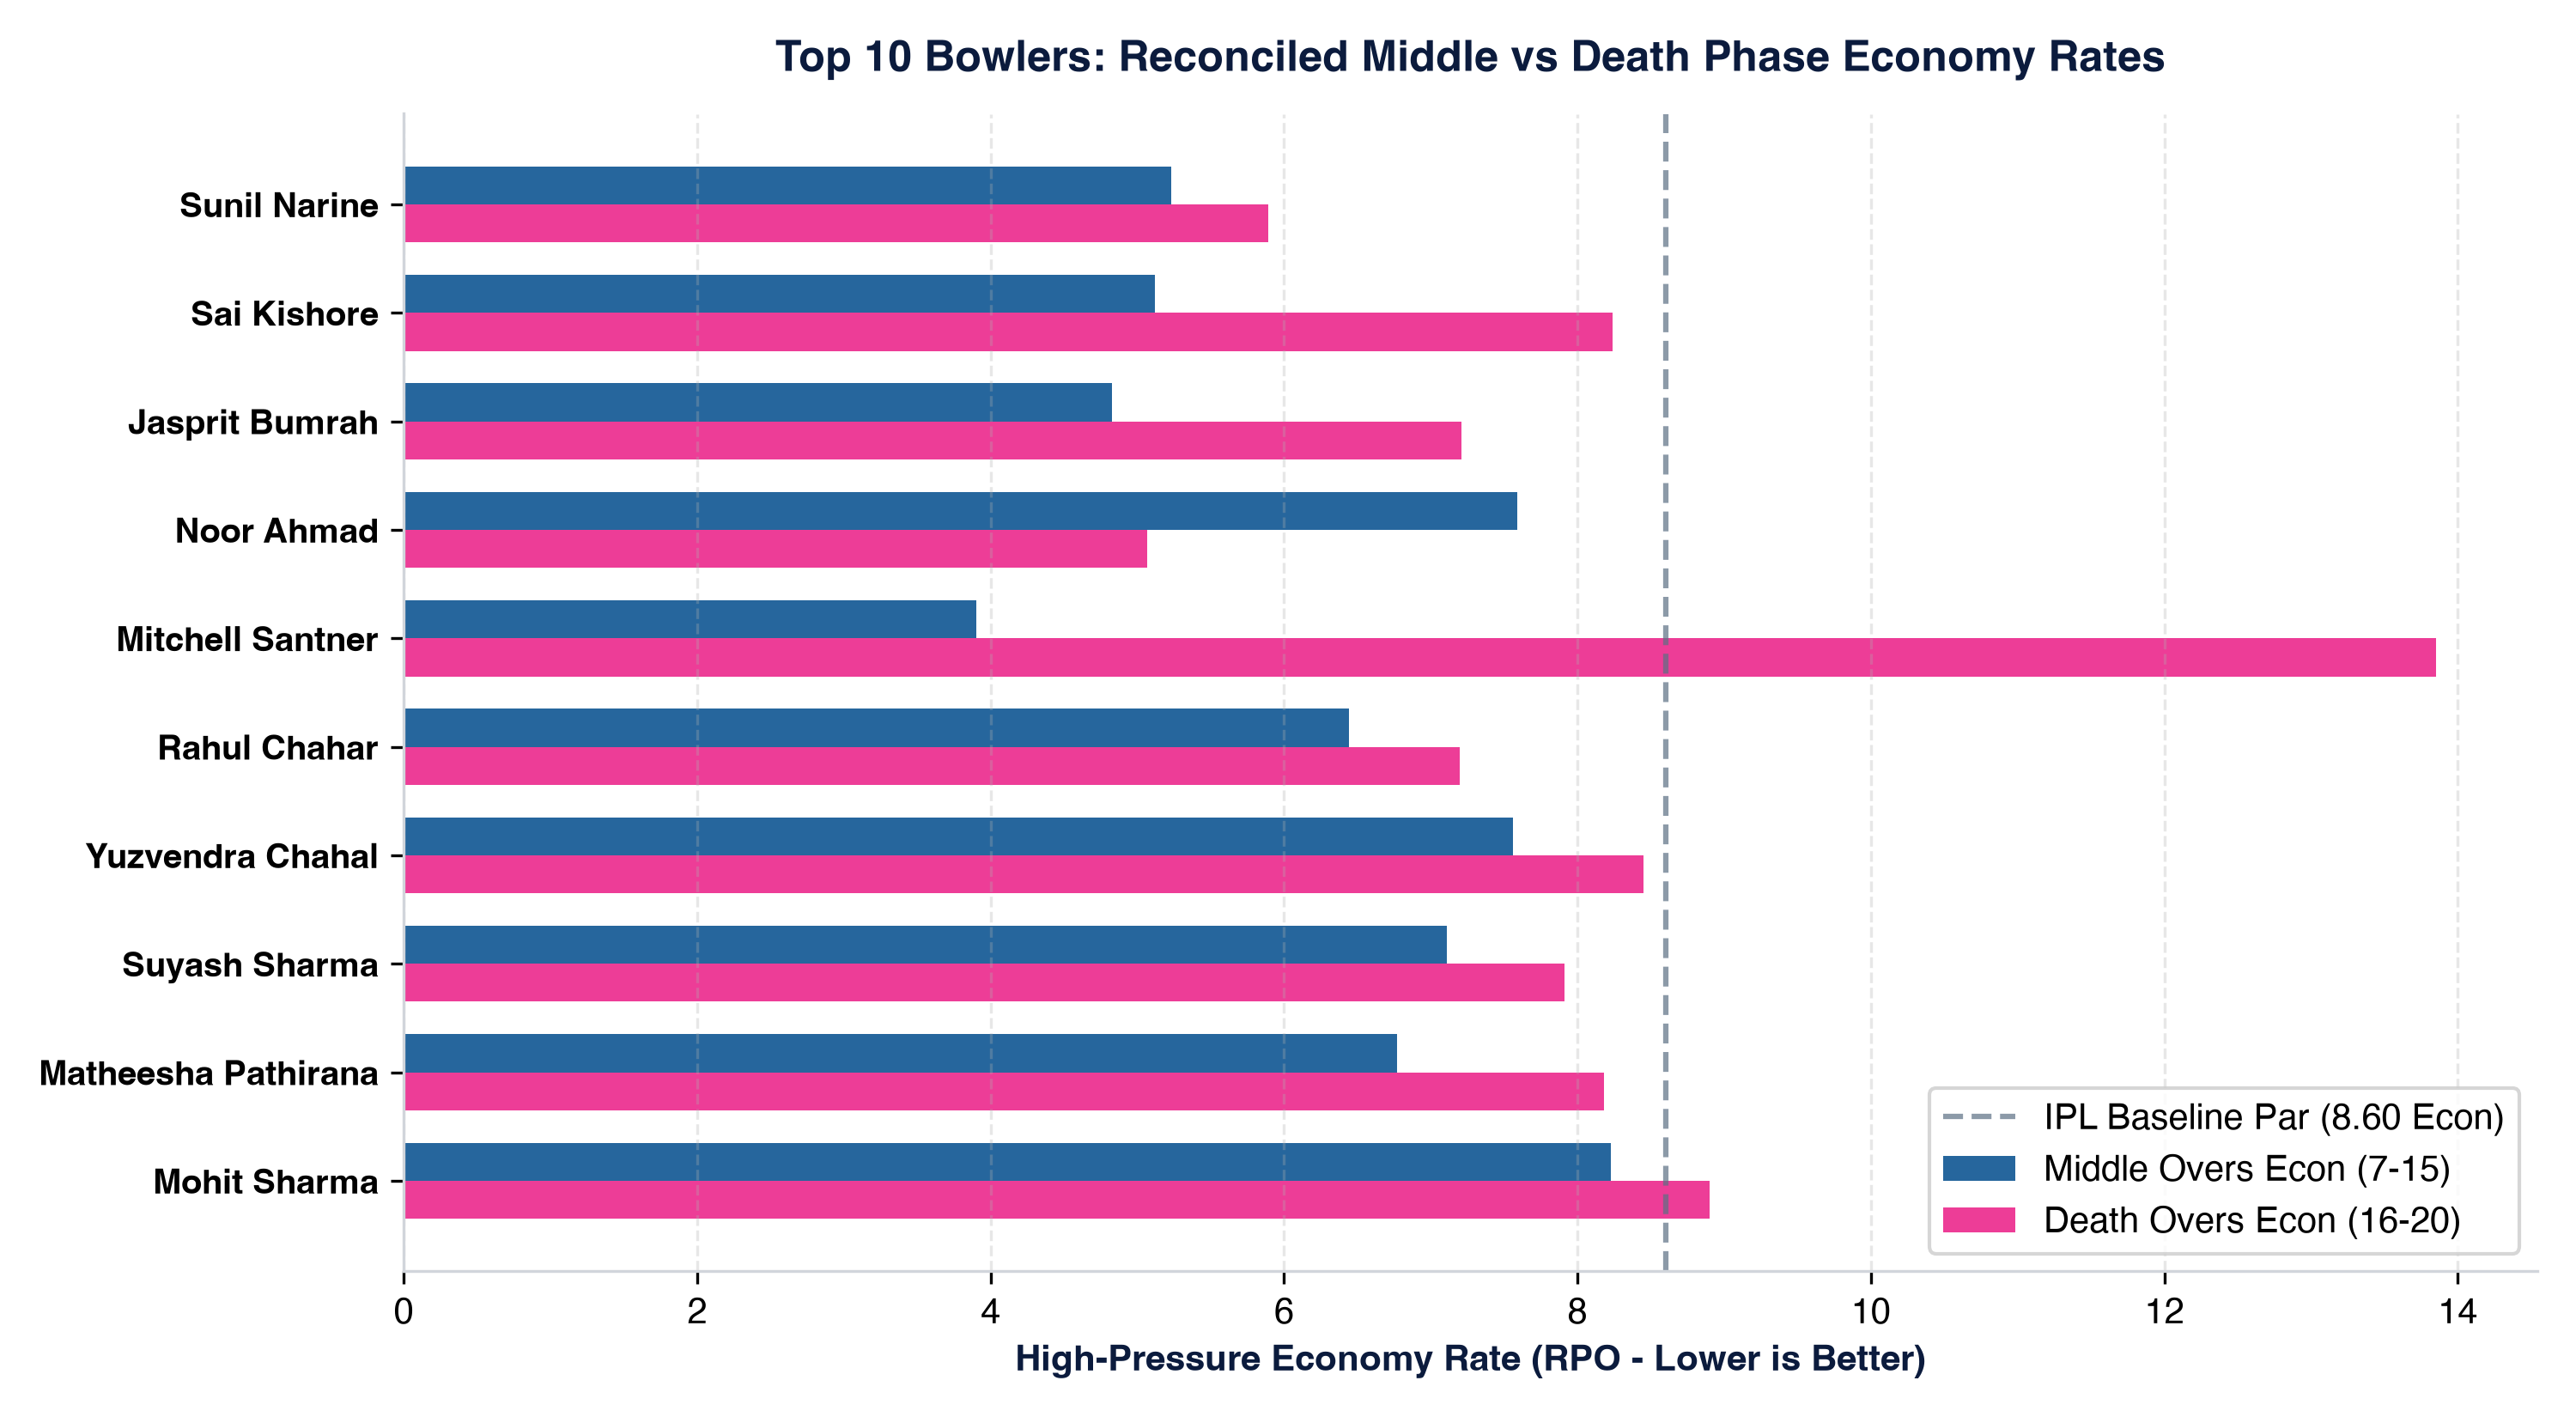 Top 10 Bowlers: Reconciled Middle vs Death Phase Economy Rates
Sunil Narine
Sai Kishore
Jasprit Bumrah
Noor Ahmad
Mitchell Santner
Rahul Chahar
Yuzvendra Chahal
Suyash Sharma
Matheesha Pathirana
Mohit Sharma
IPL Baseline Par (8.60 Econ)
Middle Overs Econ (7-15)
Death Overs Econ (16-20)
0 2 4 6 8 10 12 14
High-Pressure Economy Rate (RPO - Lower is Better)